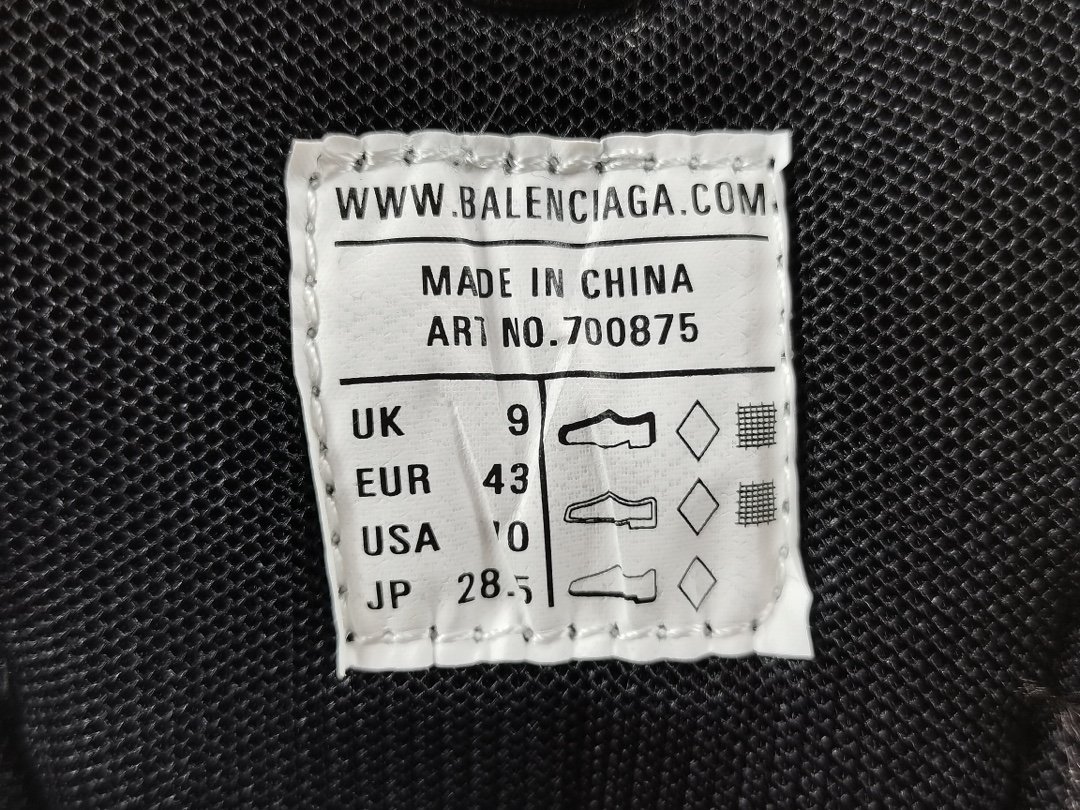 WWW.BALENCIAGA.COM
MADE IN CHINA
ART NO.700875
UK 9
EUR 43
USA 10
JP 28.5